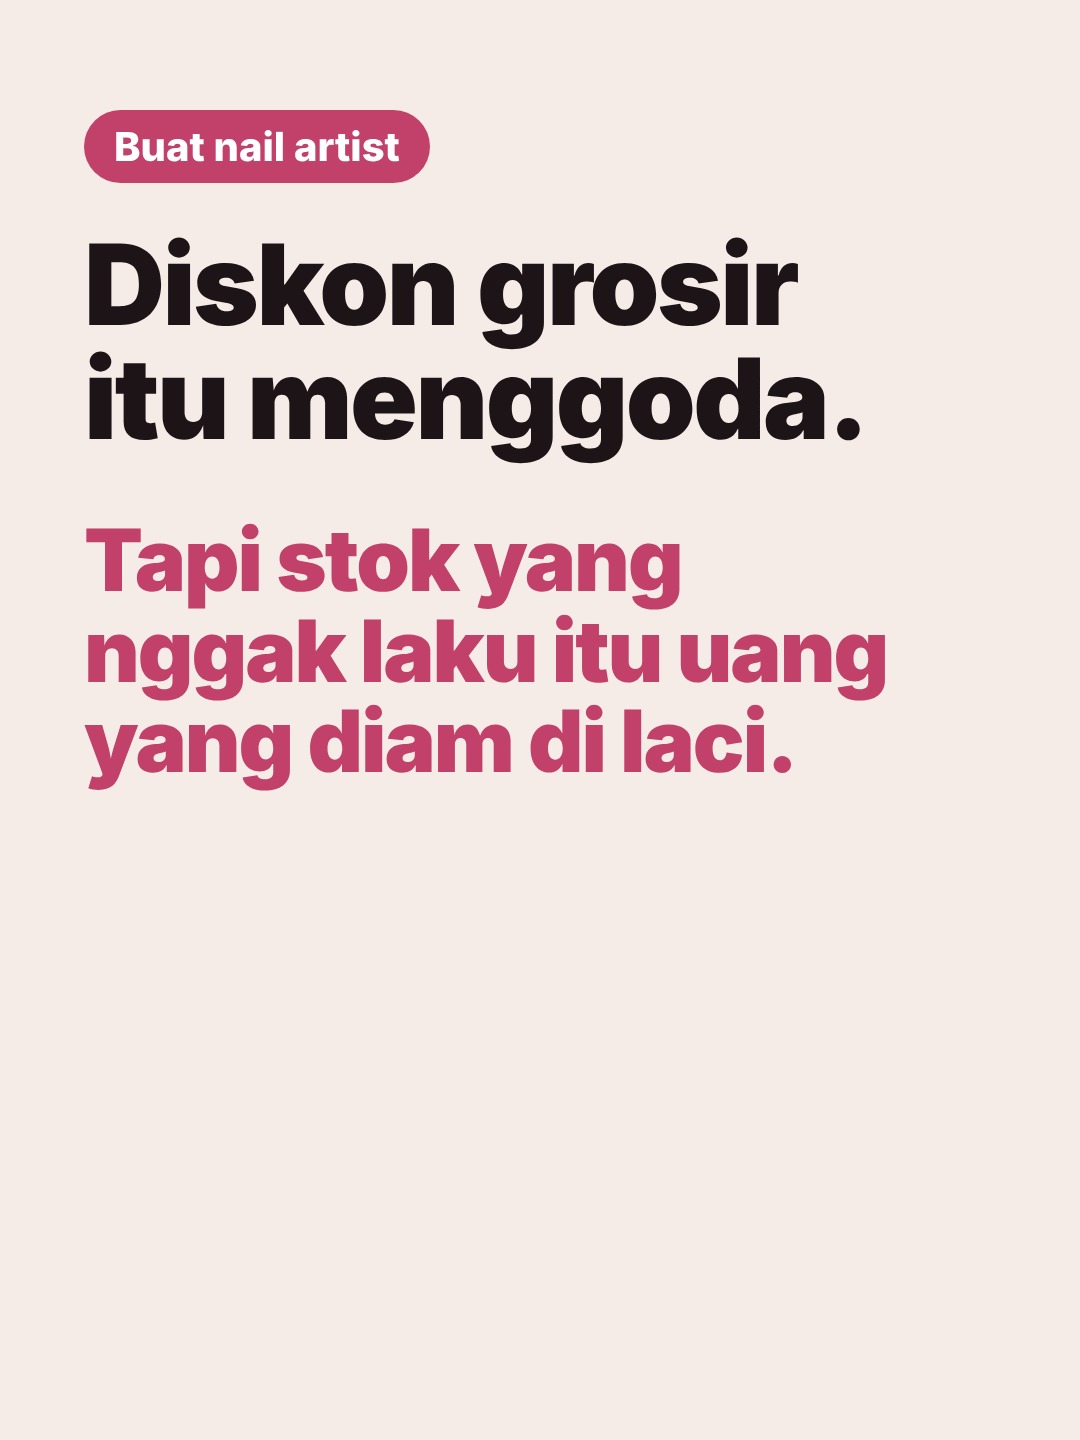 Buat nail artist
Diskon grosir
itu menggoda.
Tapi stok yang
nggak laku itu uang
yang diam di laci.